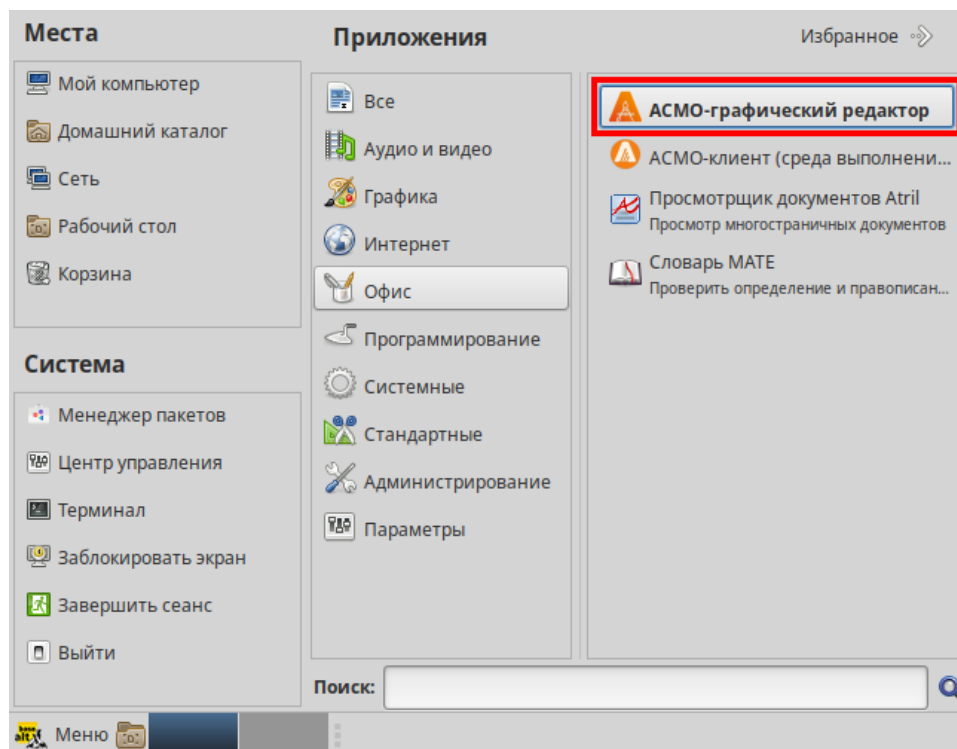 Места
Мой компьютер
Домашний каталог
Сеть
Рабочий стол
Корзина
Система
Менеджер пакетов
Центр управления
Терминал
Заблокировать экран
Завершить сеанс
Выйти
Приложения
Избранное
Все
Аудио и видео
Графика
Интернет
Офис
Программирование
Системные
Стандартные
Администрирование
Параметры
АСМО-графический редактор
АСМО-клиент (среда выполнени...
Просмотрщик документов Atril
Просмотр многостраничных документов
Словарь MATE
Проверить определение и правописан...
Поиск:
Меню